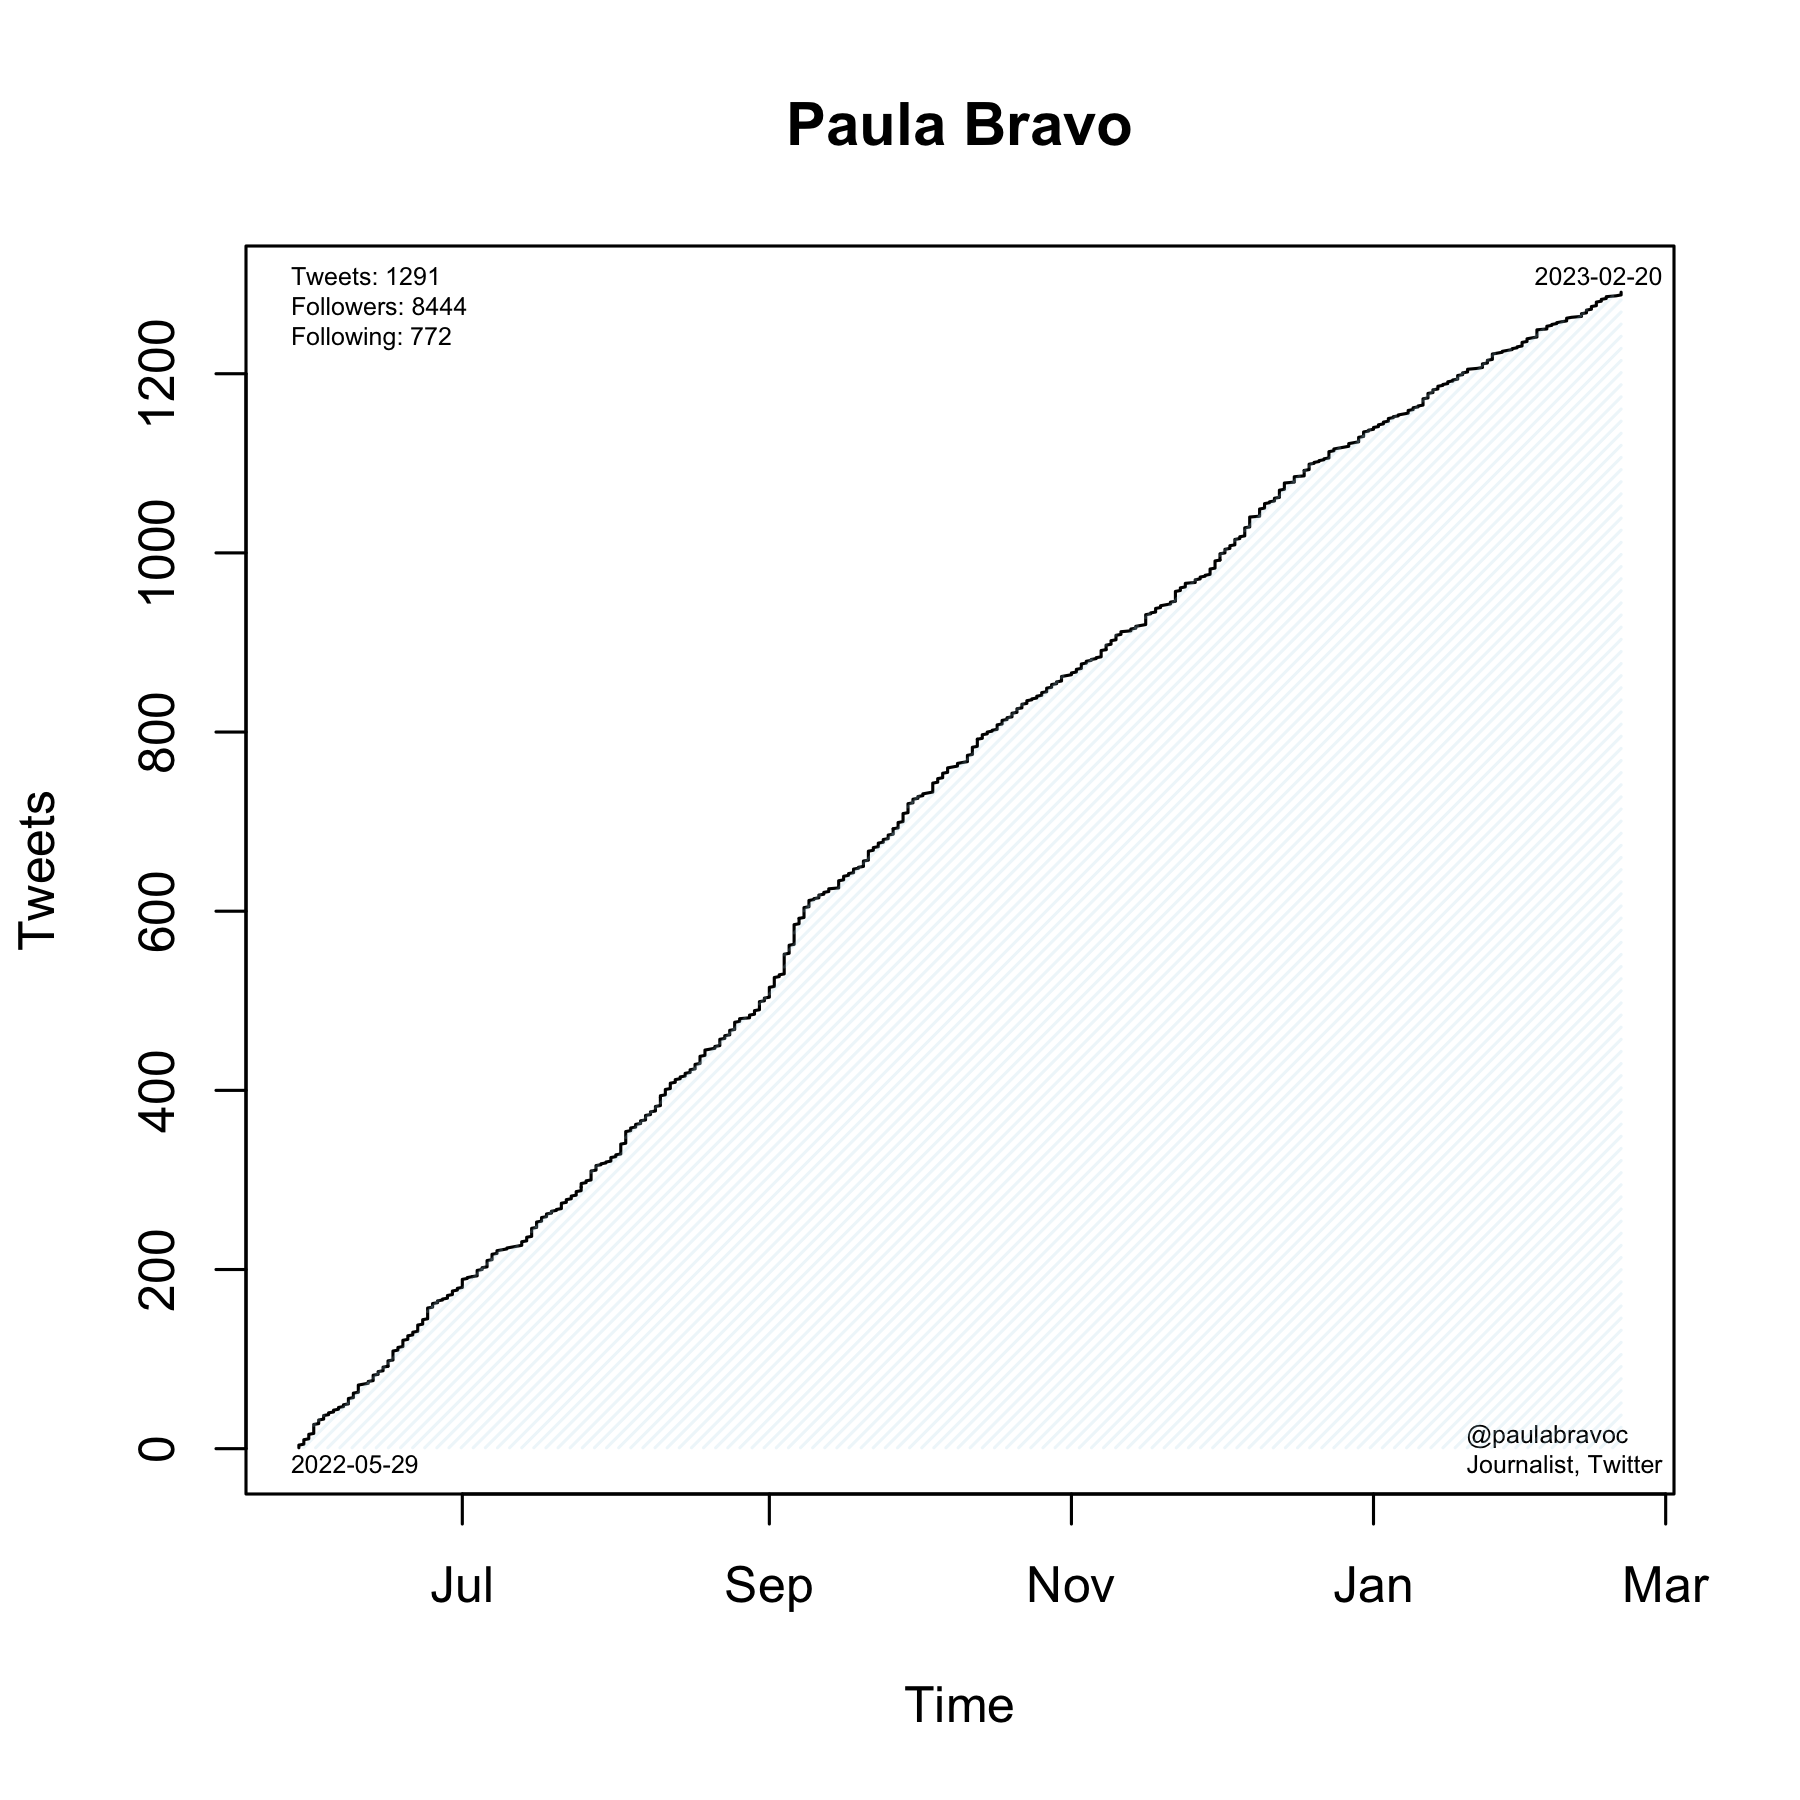 Paula Bravo
Tweets: 1291
Followers: 8444
Following: 772
2023-02-20
1200
1000
800
600
400
200
0
Tweets
2022-05-29
@paulabravoc
Journalist, Twitter
Jul Sep Nov Jan Mar
Time